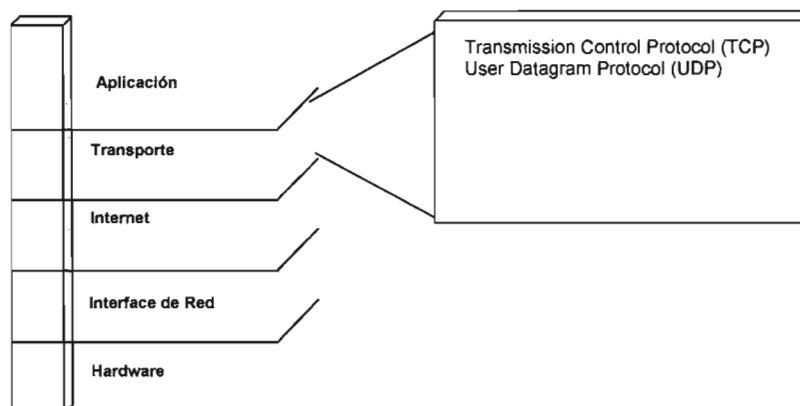 Aplicación
Transporte
Internet
Interface de Red
Hardware
Transmission Control Protocol (TCP)
User Datagram Protocol (UDP)